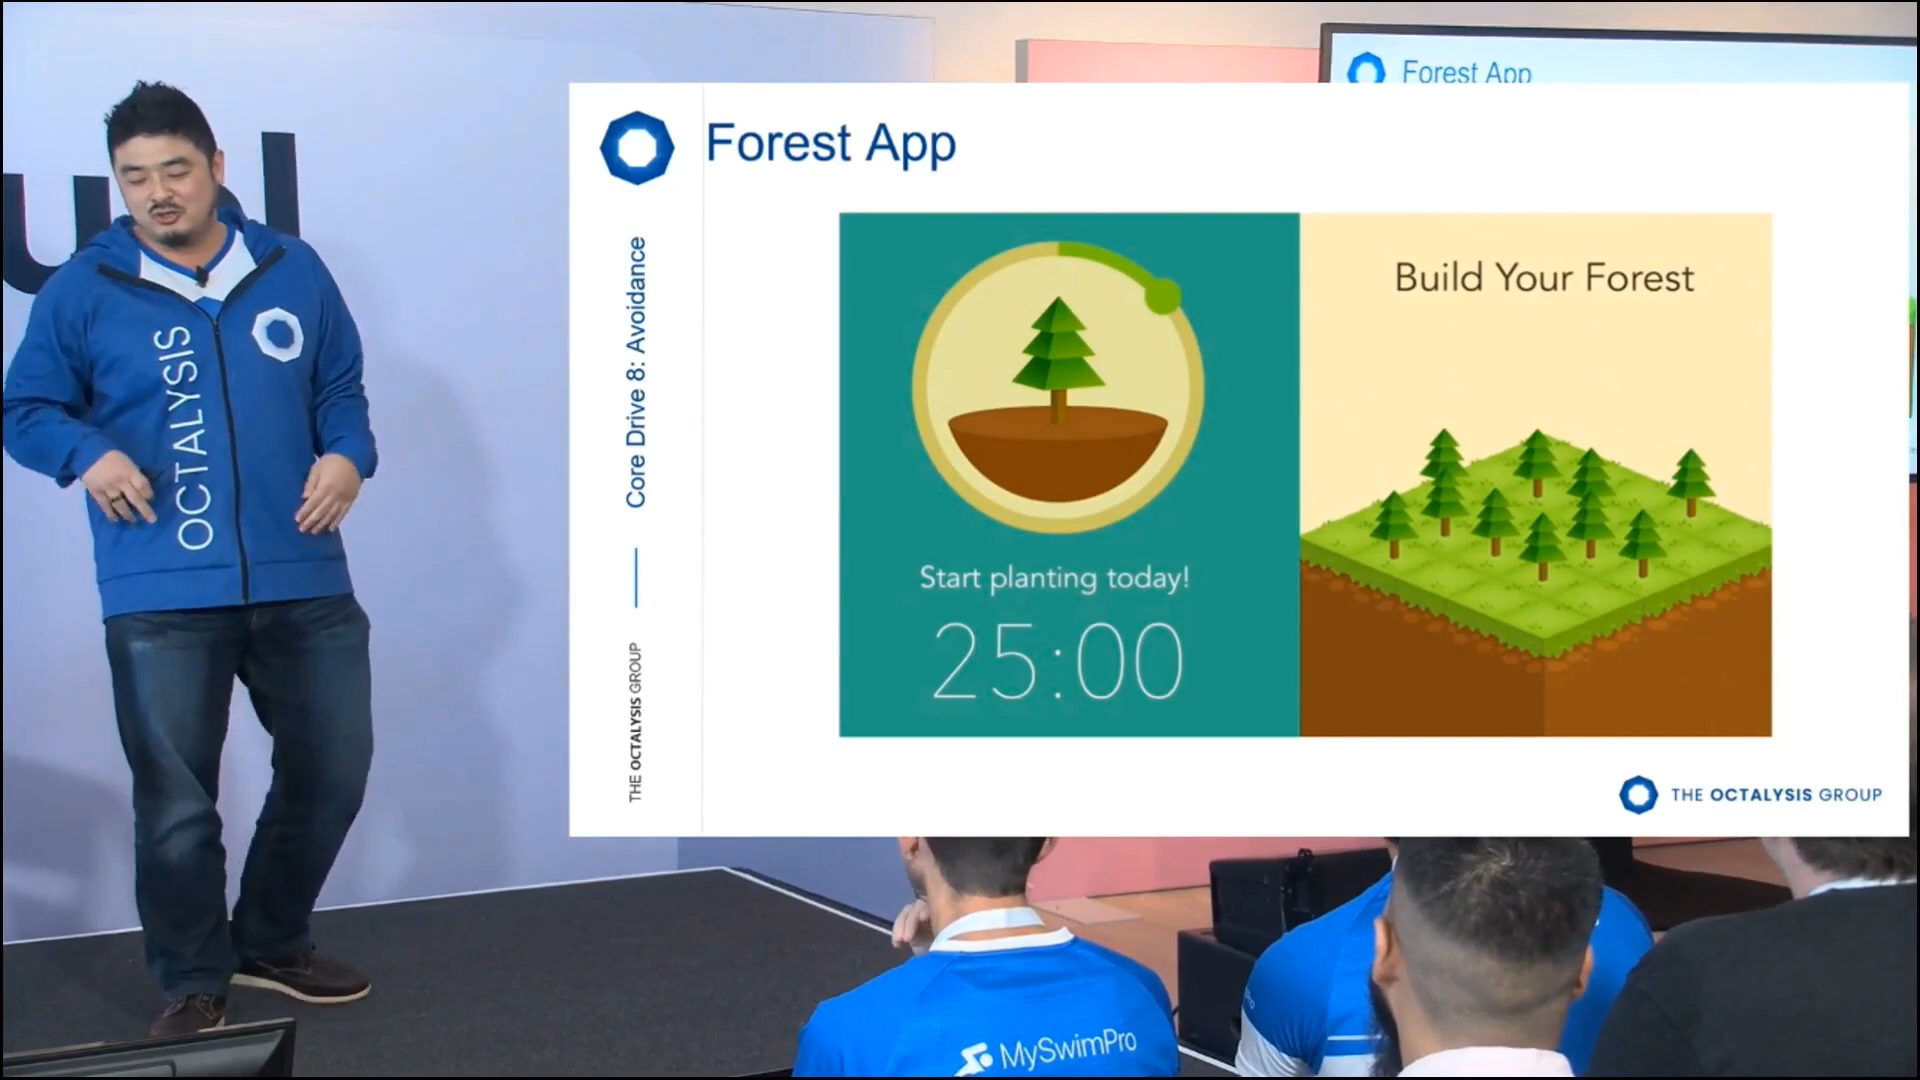 Forest App
Forest App
Core Drive 8: Avoidance
THE OCTALYSIS GROUP
Build Your Forest
Start planting today!
25:00
THE OCTALYSIS GROUP
OCTALYSIS
MySwimPro